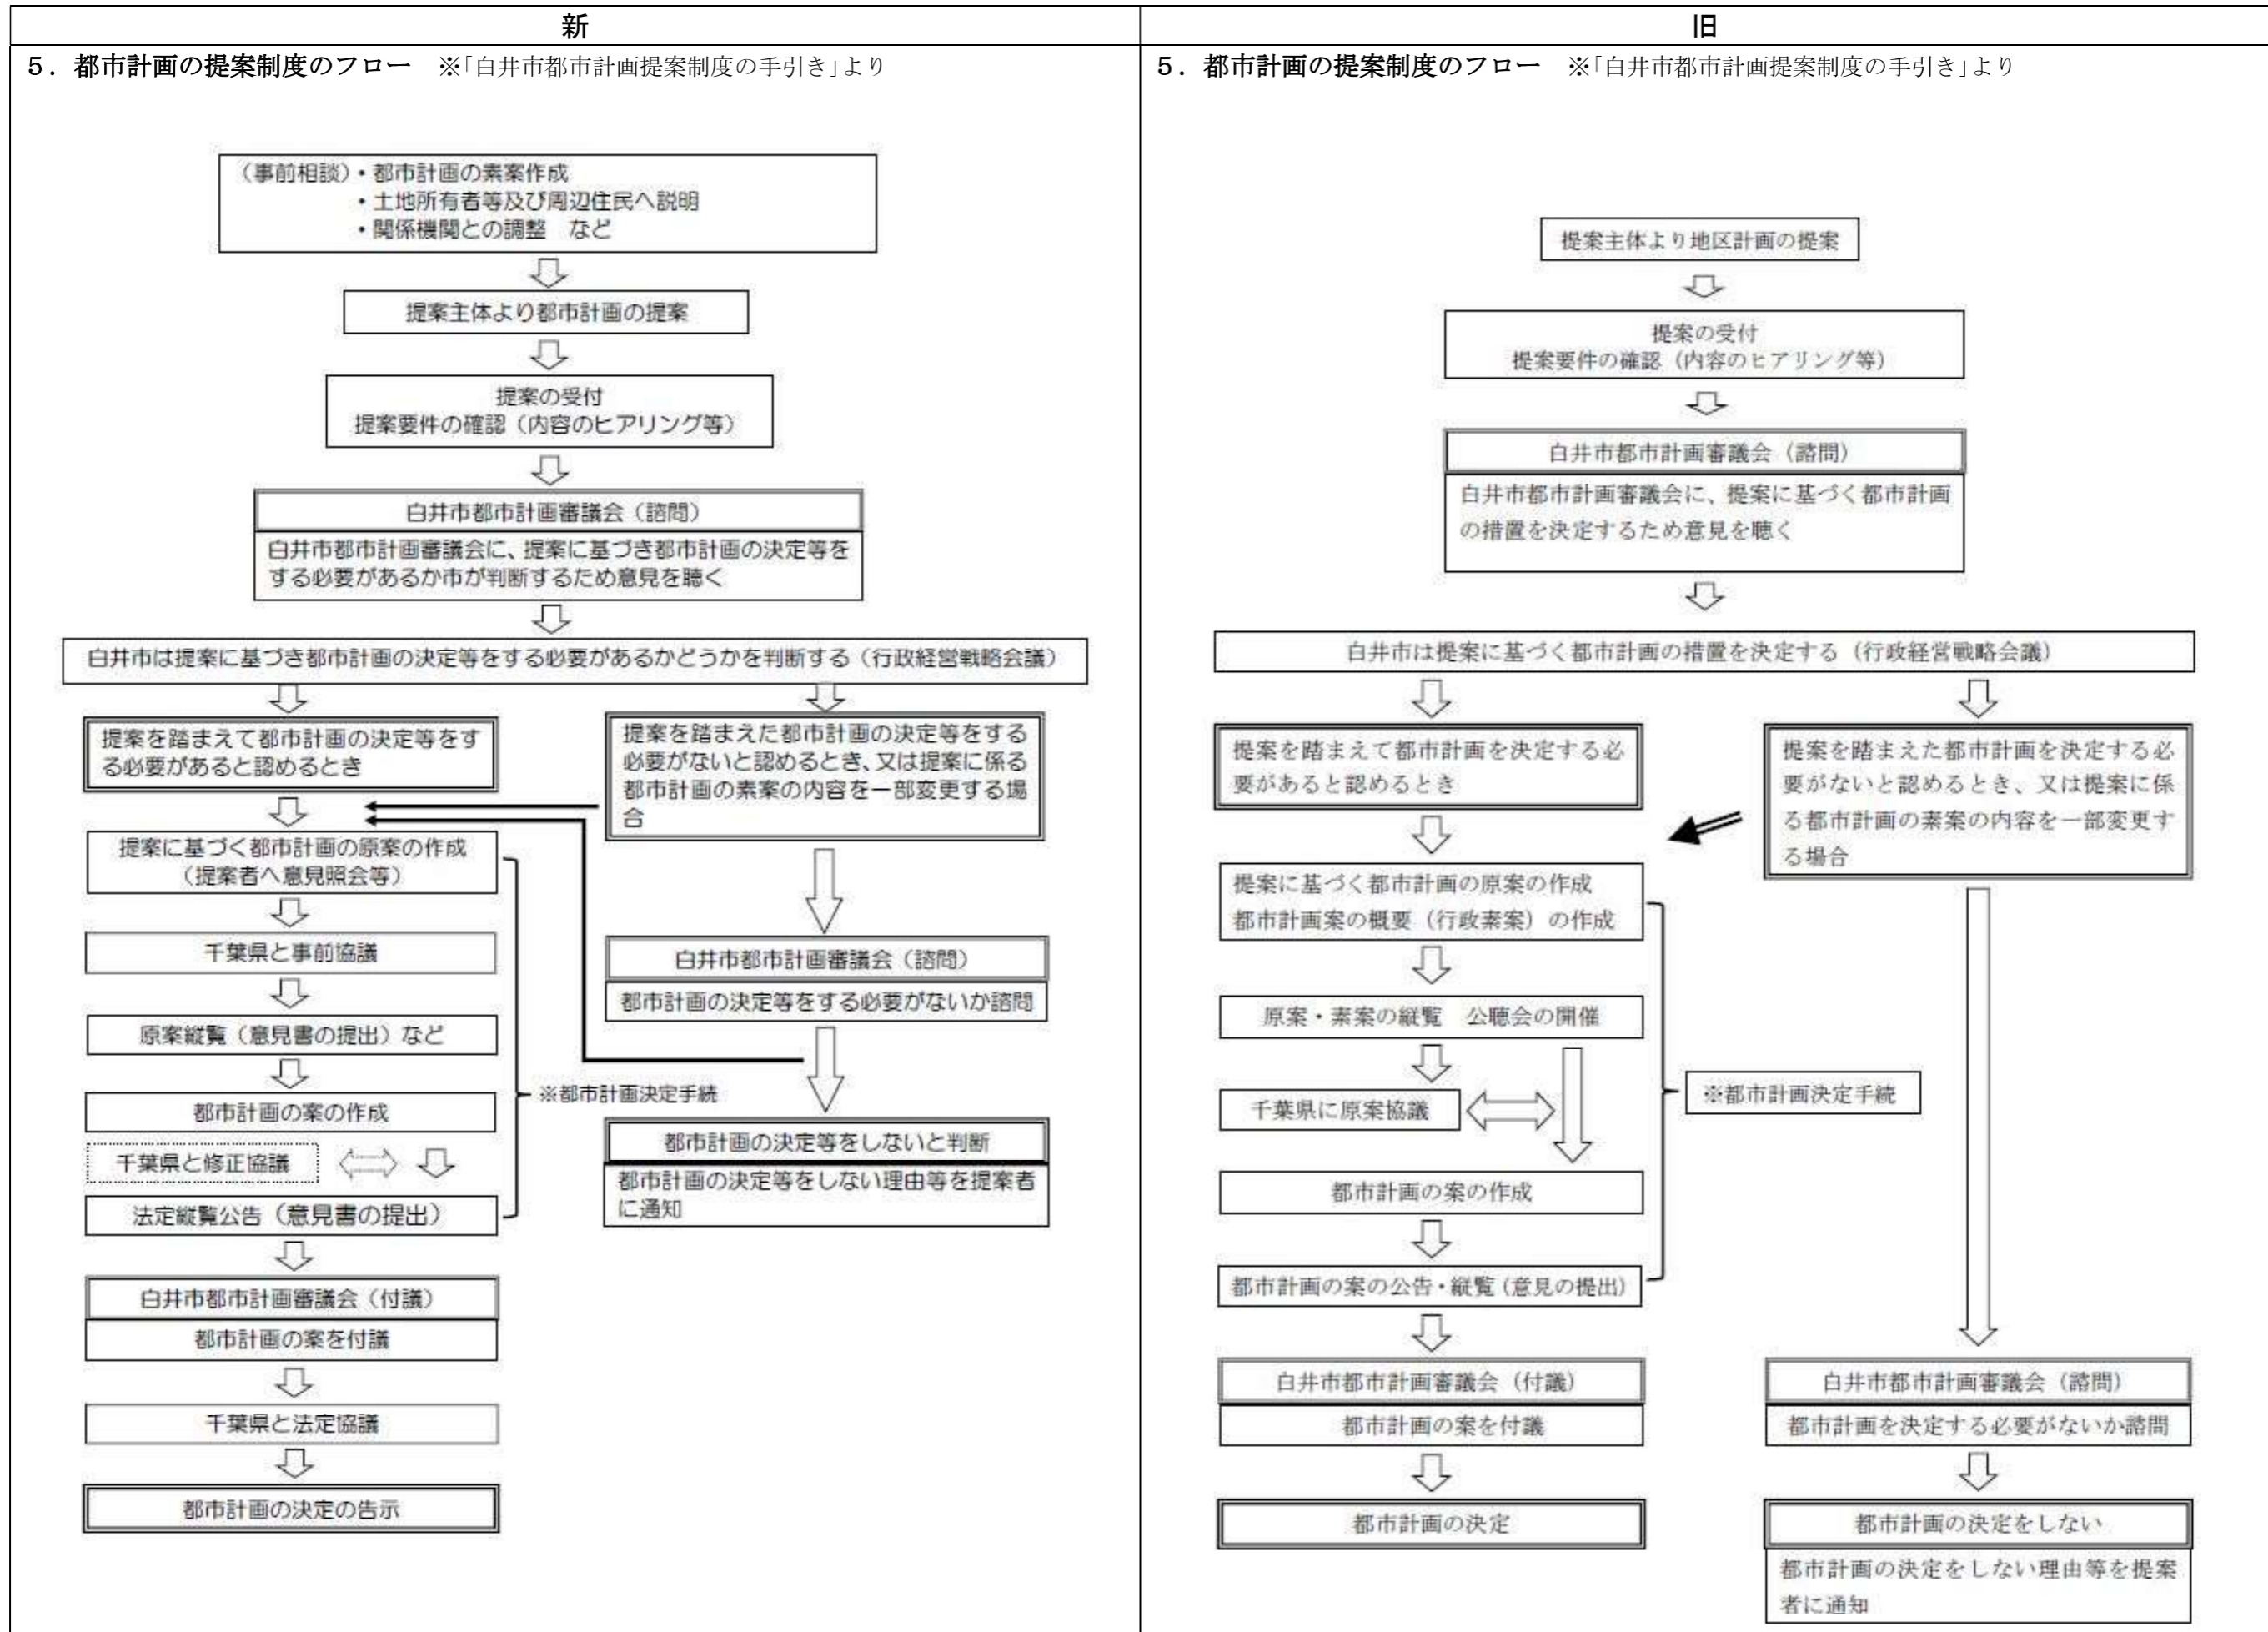 新
５．都市計画の提案制度のフロー　※「白井市都市計画提案制度の手引き」より
（事前相談）・都市計画の素案作成
・土地所有者等及び周辺住民へ説明
・関係機関との調整　など
提案主体より都市計画の提案
提案の受付
提案要件の確認（内容のヒアリング等）
白井市都市計画審議会（諮問）
白井市都市計画審議会に、提案に基づき都市計画の決定等を
する必要があるか市が判断するため意見を聴く
白井市は提案に基づき都市計画の決定等をする必要があるかどうかを判断する（行政経営戦略会議）
提案を踏まえて都市計画の決定等をす
る必要があると認めるとき
提案を踏まえた都市計画の決定等をする
必要がないと認めるとき、又は提案に係る
都市計画の素案の内容を一部変更する場
合
提案に基づく都市計画の原案の作成
（提案者へ意見照会等）
千葉県と事前協議
原案縦覧（意見書の提出）など
都市計画の案の作成
千葉県と修正協議
法定縦覧公告（意見書の提出）
※都市計画決定手続
白井市都市計画審議会（諮問）
都市計画の決定等をする必要がないか諮問
都市計画の決定等をしないと判断
都市計画の決定等をしない理由等を提案者
に通知
白井市都市計画審議会（付議）
都市計画の案を付議
千葉県と法定協議
都市計画の決定の告示
旧
５．都市計画の提案制度のフロー　※「白井市都市計画提案制度の手引き」より
提案主体より地区計画の提案
提案の受付
提案要件の確認（内容のヒアリング等）
白井市都市計画審議会（諮問）
白井市都市計画審議会に、提案に基づく都市計画
の措置を決定するため意見を聴く
白井市は提案に基づく都市計画の措置を決定する（行政経営戦略会議）
提案を踏まえて都市計画を決定する必
要があると認めるとき
提案を踏まえた都市計画を決定する必
要がないと認めるとき、又は提案に係
る都市計画の素案の内容を一部変更す
る場合
提案に基づく都市計画の原案の作成
都市計画案の概要（行政素案）の作成
原案・素案の縦覧　公聴会の開催
千葉県に原案協議
都市計画の案の作成
都市計画の案の公告・縦覧（意見の提出）
※都市計画決定手続
白井市都市計画審議会（付議）
都市計画の案を付議
都市計画の決定
白井市都市計画審議会（諮問）
都市計画を決定する必要がないか諮問
都市計画の決定をしない
都市計画の決定をしない理由等を提案
者に通知